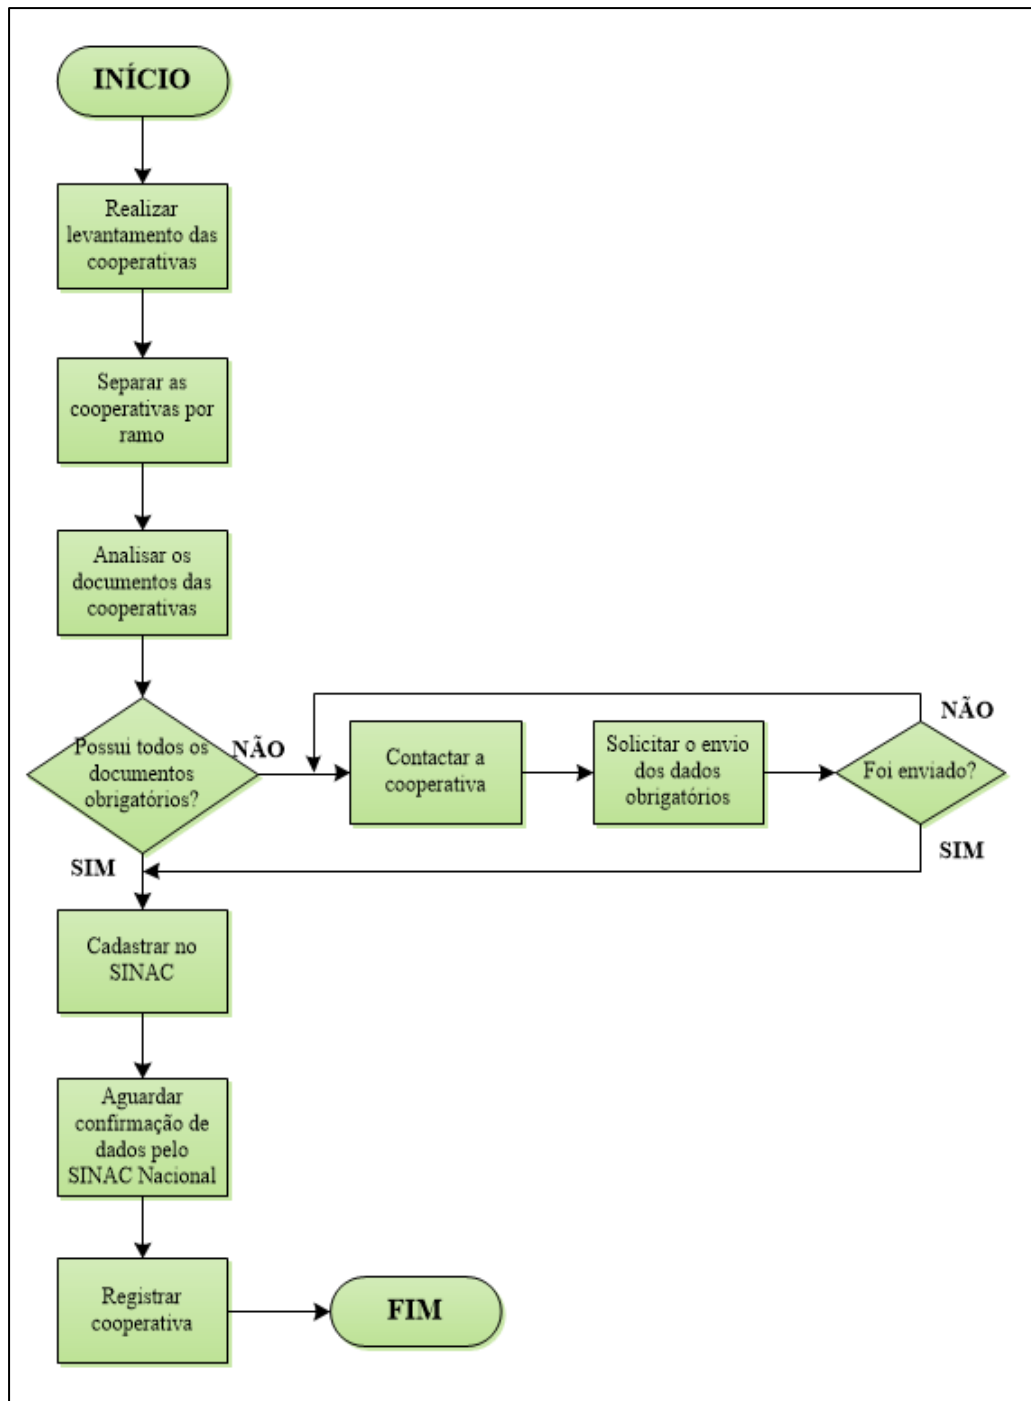 INÍCIO
Realizar
levantamento das
cooperativas
Separar as
cooperativas por
ramo
Analisar os
documentos das
cooperativas
Possui todos os
documentos
obrigatórios?
NÃO
Contactar a
cooperativa
Solicitar o envio
dos dados
obrigatórios
Foi enviado?
NÃO
SIM
SIM
Cadastrar no
SINAC
Aguardar
confirmação de
dados pelo
SINAC Nacional
Registrar
cooperativa
FIM